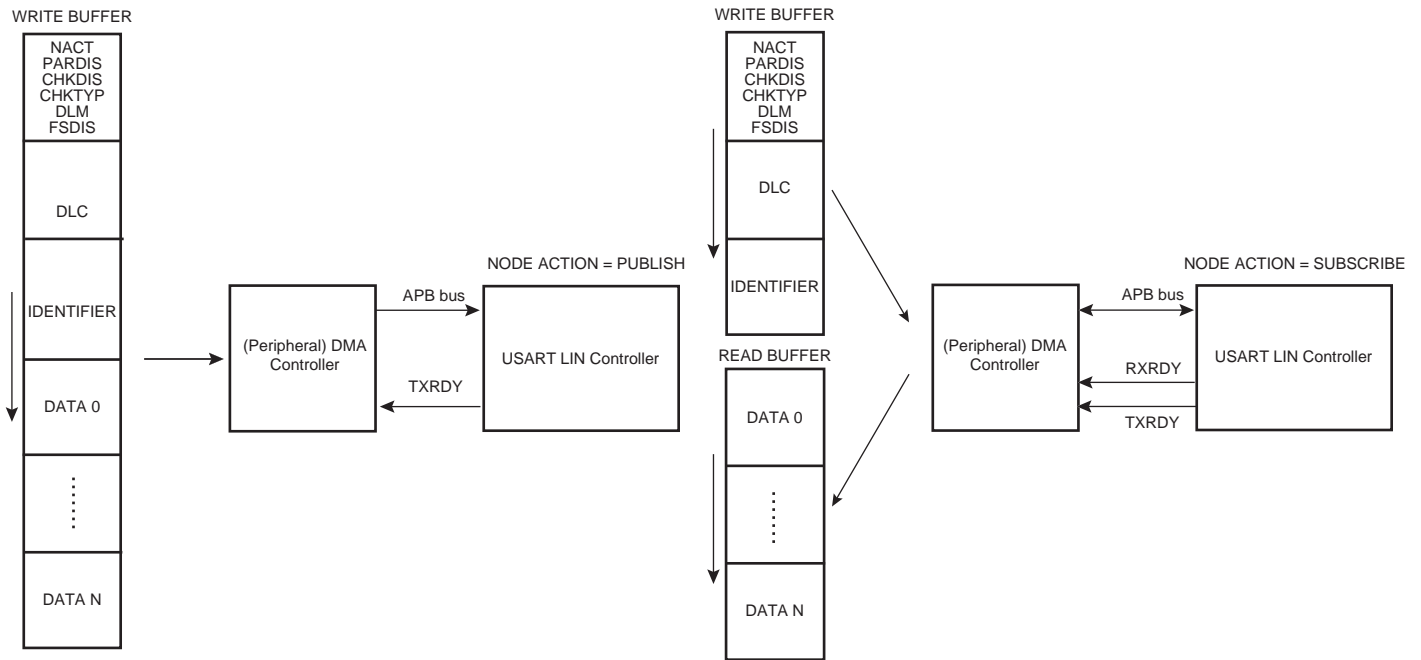 WRITE BUFFER
NACT
PARDIS
CHKDIS
CHKTYP
DLM
FSDIS
DLC
IDENTIFIER
DATA 0
DATA N
(Peripheral) DMA
Controller
APB bus
TXRDY
NODE ACTION = PUBLISH
USART LIN Controller
WRITE BUFFER
NACT
PARDIS
CHKDIS
CHKTYP
DLM
FSDIS
DLC
IDENTIFIER
READ BUFFER
DATA 0
DATA N
(Peripheral) DMA
Controller
APB bus
RXRDY
TXRDY
NODE ACTION = SUBSCRIBE
USART LIN Controller